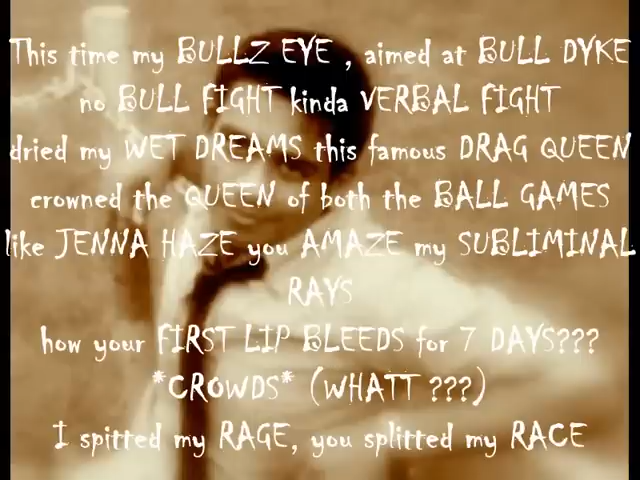 This time my BULLZ EYE , aimed at BULL DYKE
no BULL FIGHT kinda VERBAL FIGHT
dried my WET DREAMS this famous DRAG QUEEN
crowned the QUEEN of both the BALL GAMES
like JENNA HAZE you AMAZE my SUBLIMINAL
RAYS
how your FIRST LIP BLEEDS for 7 DAYS???
*CROWDS* (WHATT ???)
I spitted my RAGE, you splitted my RACE